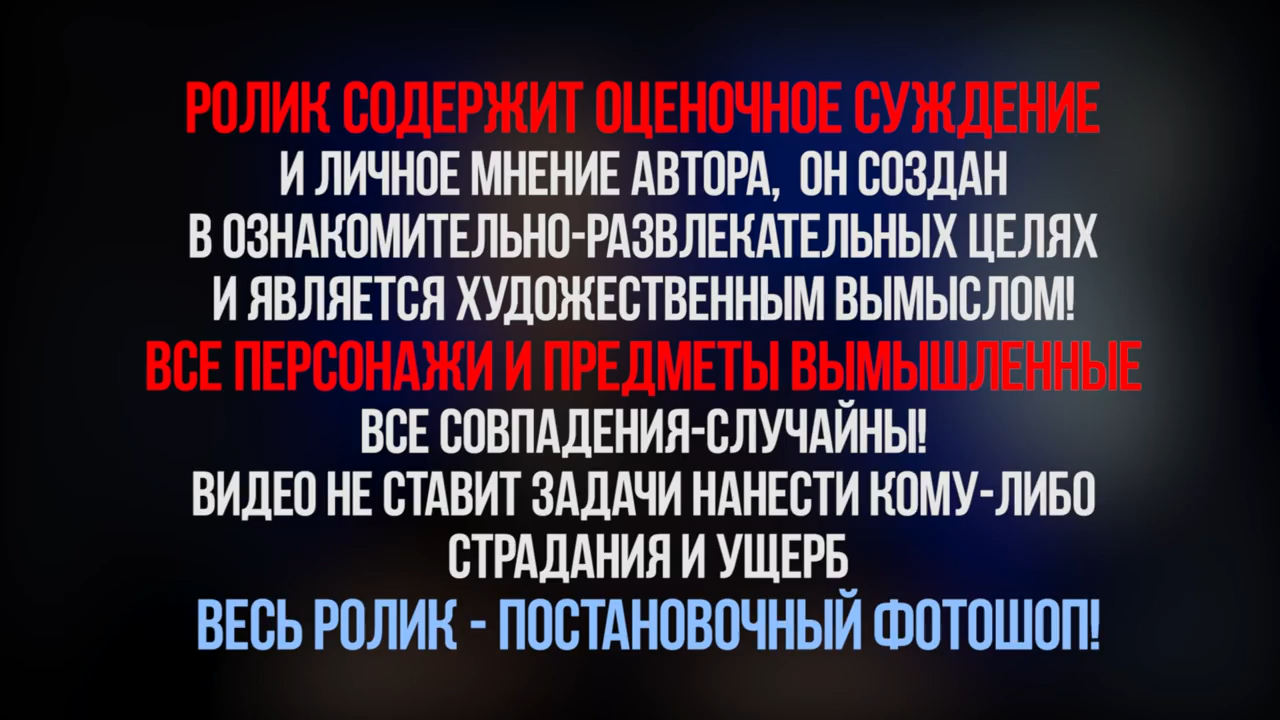 РОЛИК СОДЕРЖИТ ОЦЕНОЧНОЕ СУЖДЕНИЕ
И ЛИЧНОЕ МНЕНИЕ АВТОРА, ОН СОЗДАН
В ОЗНАКОМИТЕЛЬНО-РАЗВЛЕКАТЕЛЬНЫХ ЦЕЛЯХ
И ЯВЛЯЕТСЯ ХУДОЖЕСТВЕННЫМ ВЫМЫСЛОМ!
ВСЕ ПЕРСОНАЖИ И ПРЕДМЕТЫ ВЫМЫШЛЕННЫЕ
ВСЕ СОВПАДЕНИЯ-СЛУЧАЙНЫ!
ВИДЕО НЕ СТАВИТ ЗАДАЧИ НАНЕСТИ КОМУ-ЛИБО
СТРАДАНИЯ И УЩЕРБ
ВЕСЬ РОЛИК - ПОСТАНОВОЧНЫЙ ФОТОШОП!